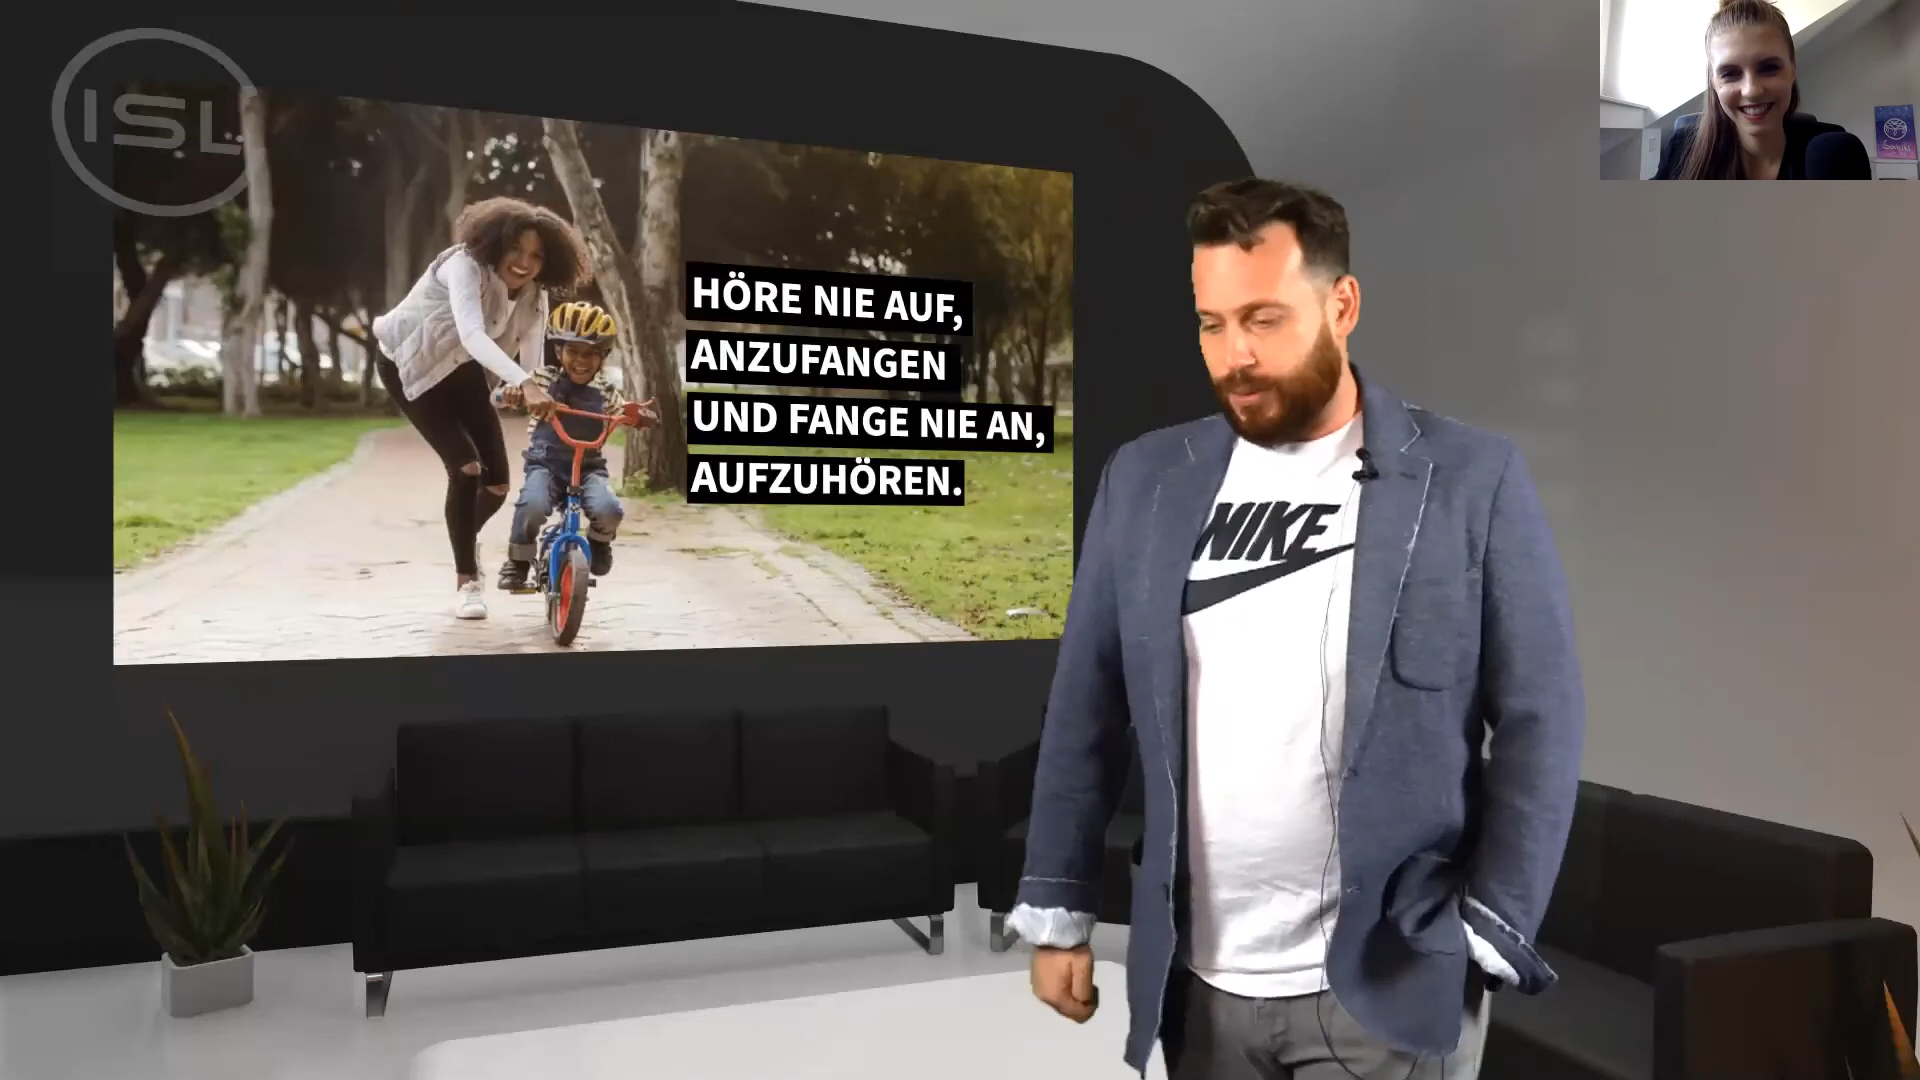 ISL
HÖRE NIE AUF,
ANZUFANGEN
UND FANGE NIE AN,
AUFZUHÖREN.
NIKE